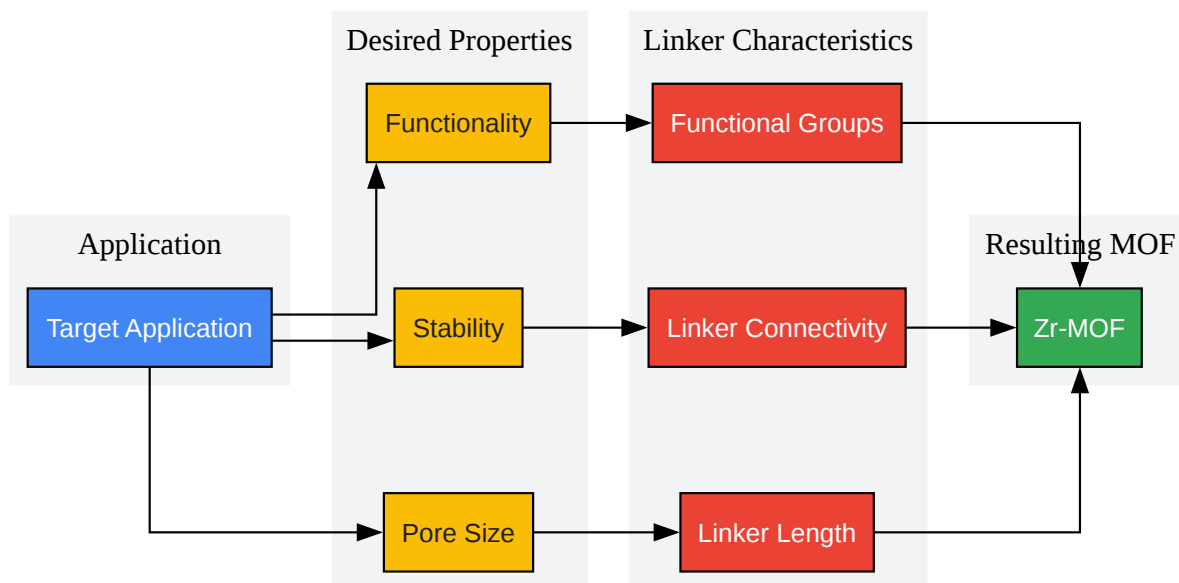 Desired Properties
Linker Characteristics
Functionality
Functional Groups
Application
Resulting MOF
Target Application
Stability
Linker Connectivity
Zr-MOF
Pore Size
Linker Length